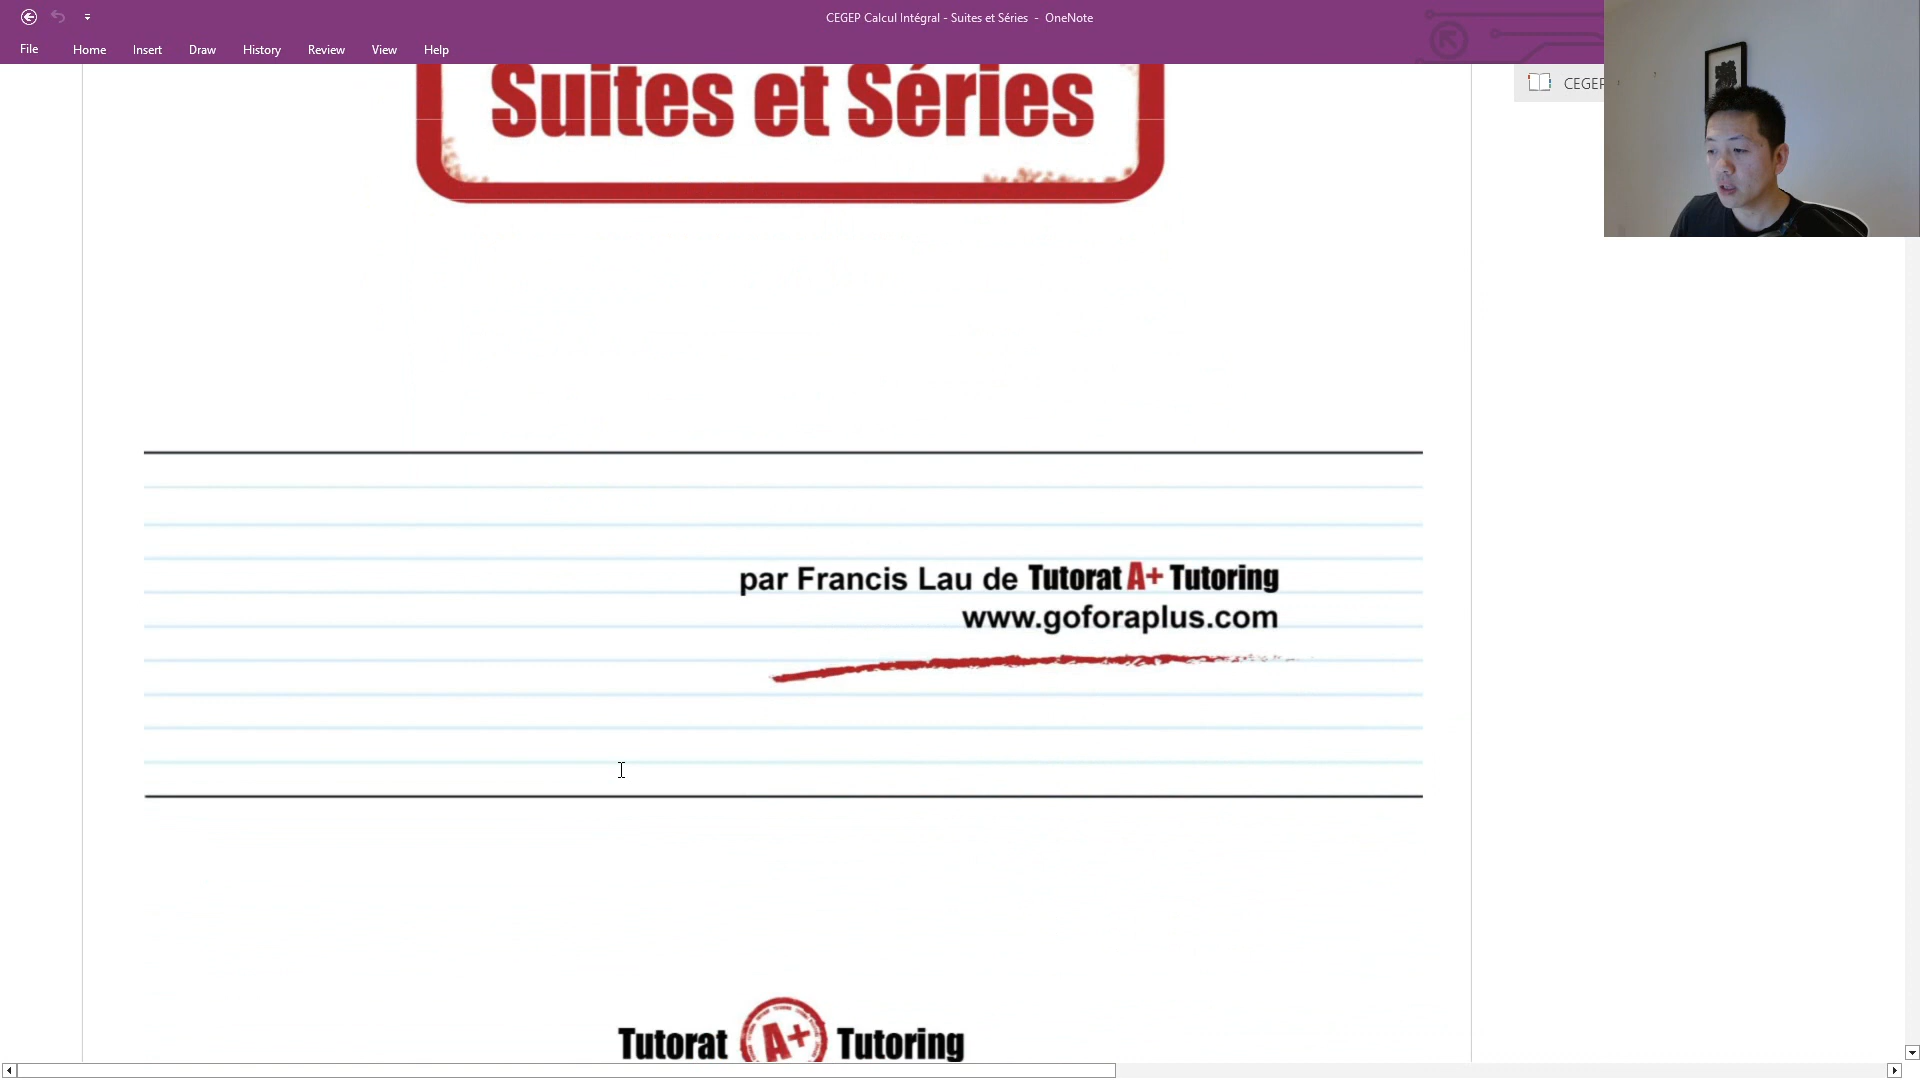 CEGEP Calcul Intégral - Suites et Séries - OneNote
File Home Insert Draw History Review View Help
CEGEP
Suites et Séries
par Francis Lau de Tutorat A+ Tutoring
www.goforaplus.com
Tutorat A+ Tutoring